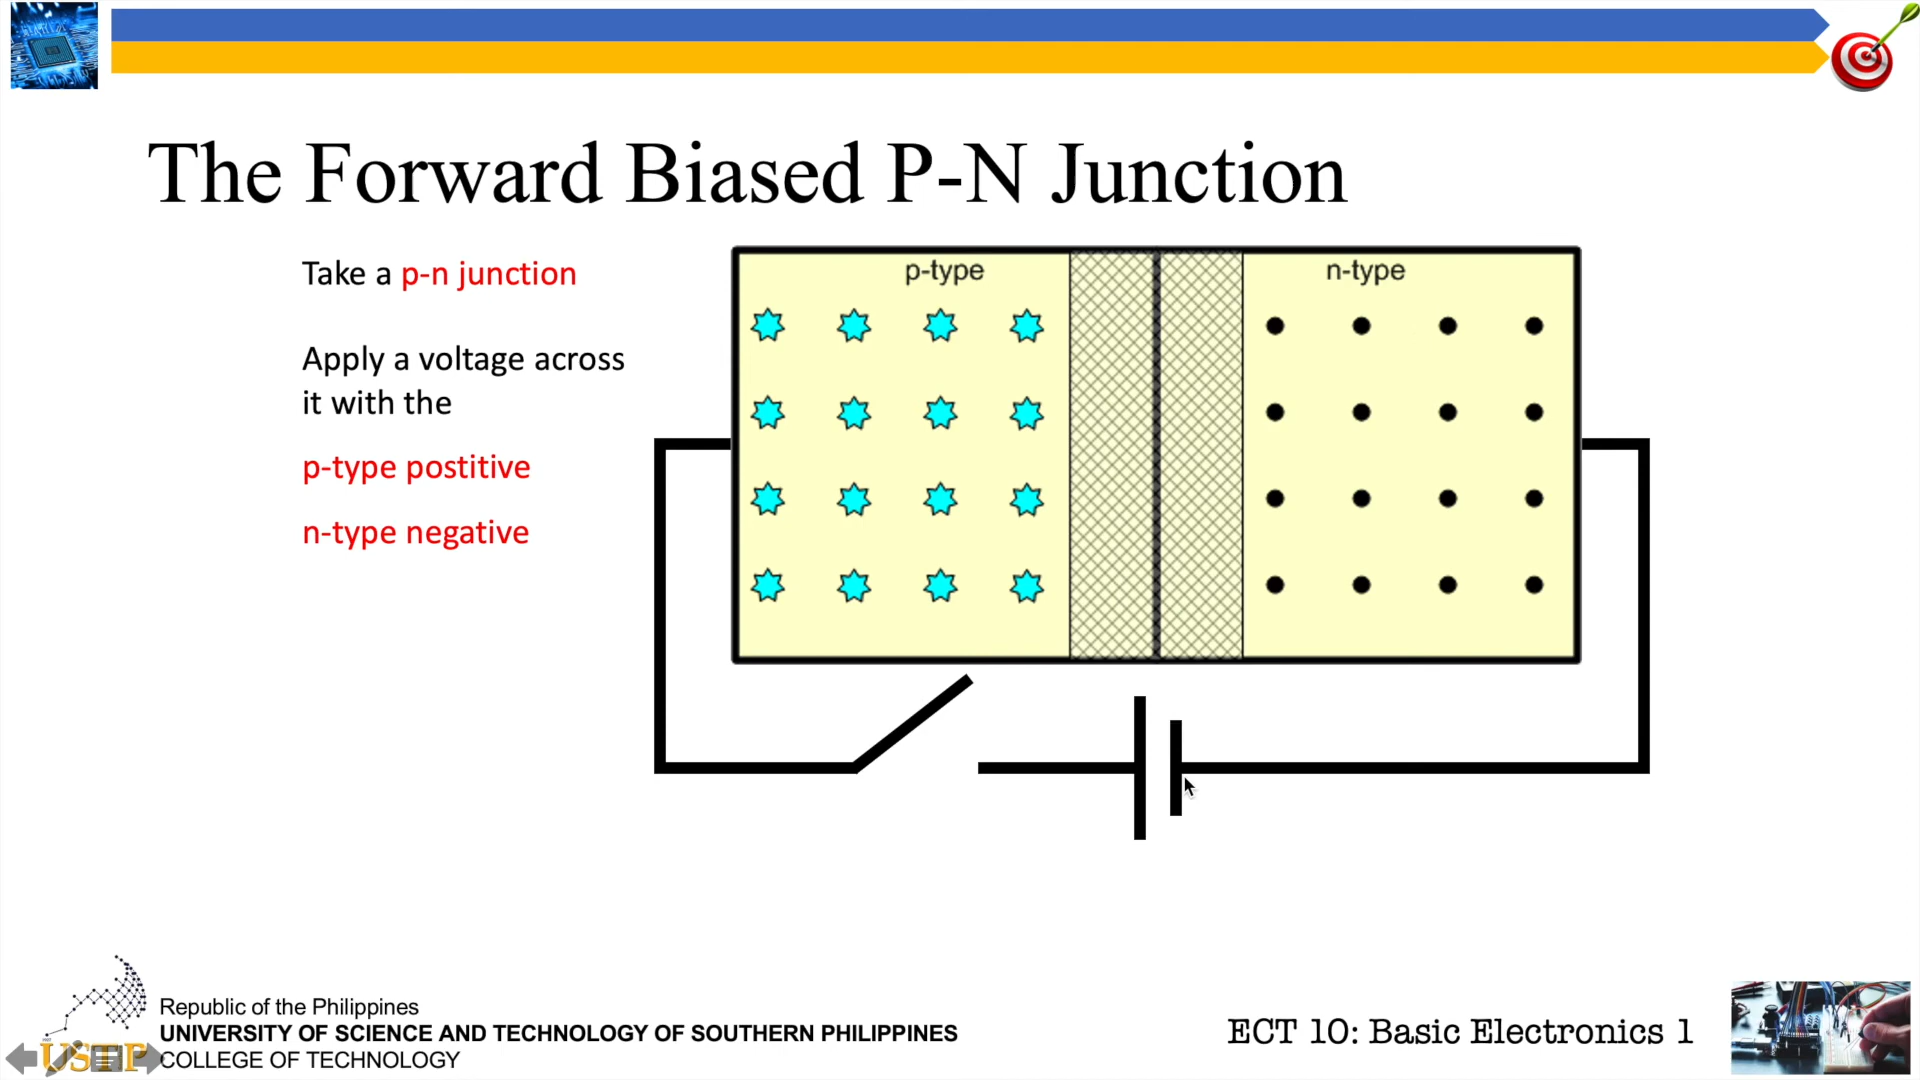 The Forward Biased P-N Junction
Take a p-n junction
Apply a voltage across
it with the
p-type postitive
n-type negative
p-type
n-type
Republic of the Philippines
UNIVERSITY OF SCIENCE AND TECHNOLOGY OF SOUTHERN PHILIPPINES
USTP
COLLEGE OF TECHNOLOGY
ECT 10: Basic Electronics 1